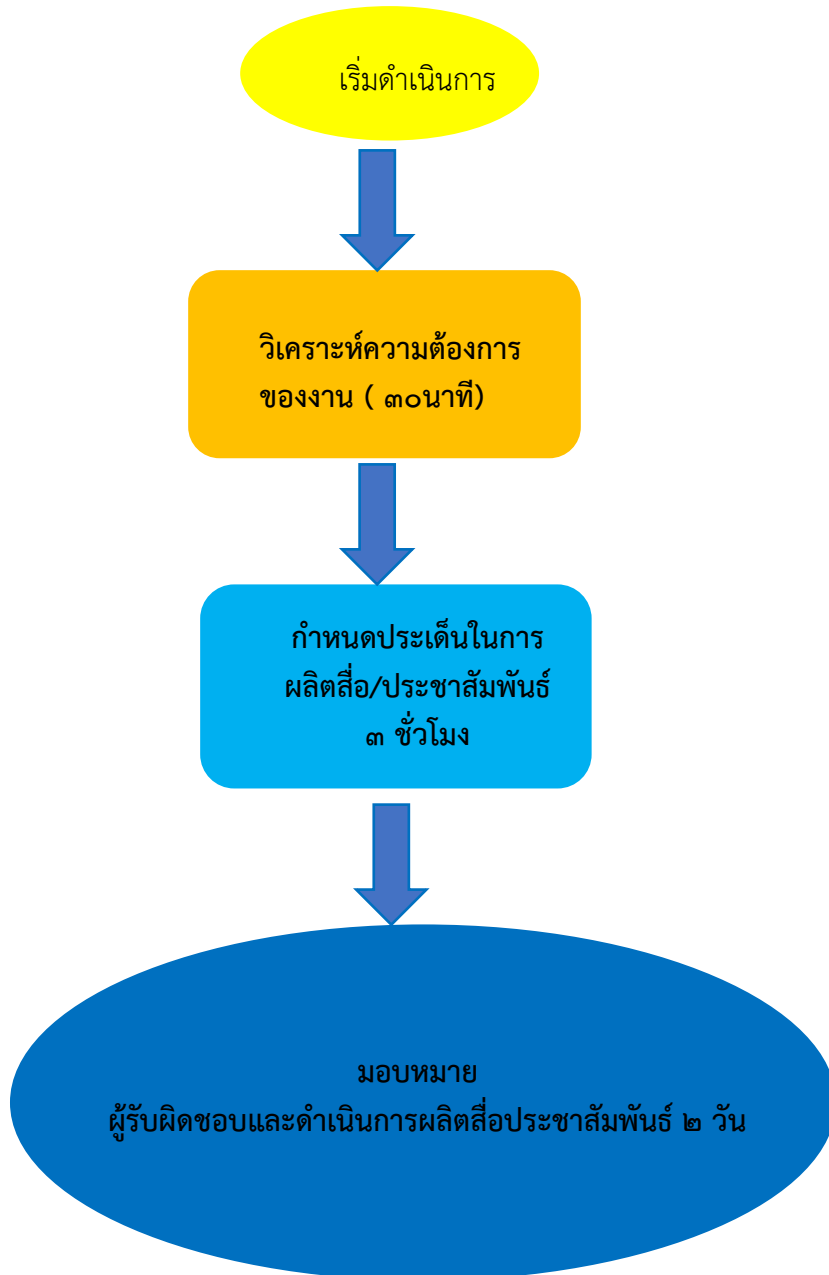 เริ่มดำเนินการ
วิเคราะห์ความต้องการ
ของงาน ( ๓๐นาที)
กำหนดประเด็นในการ
ผลิตสื่อ/ประชาสัมพันธ์
๓ ชั่วโมง
มอบหมาย
ผู้รับผิดชอบและดำเนินการผลิตสื่อประชาสัมพันธ์ ๒ วัน